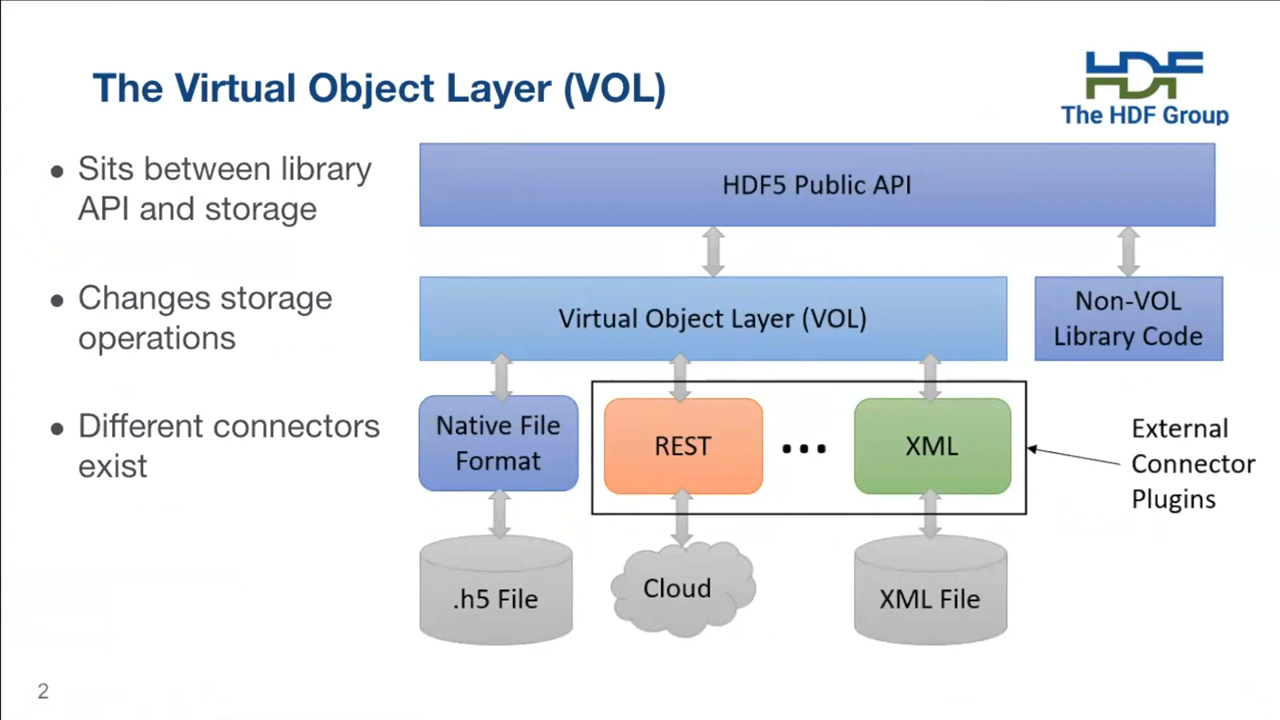 The Virtual Object Layer (VOL)
HDF
The HDF Group
• Sits between library
API and storage
• Changes storage
operations
• Different connectors
exist
HDF5 Public API
Virtual Object Layer (VOL)
Non-VOL
Library Code
Native File
Format
REST
...
XML
External
Connector
Plugins
.h5 File
Cloud
XML File
2